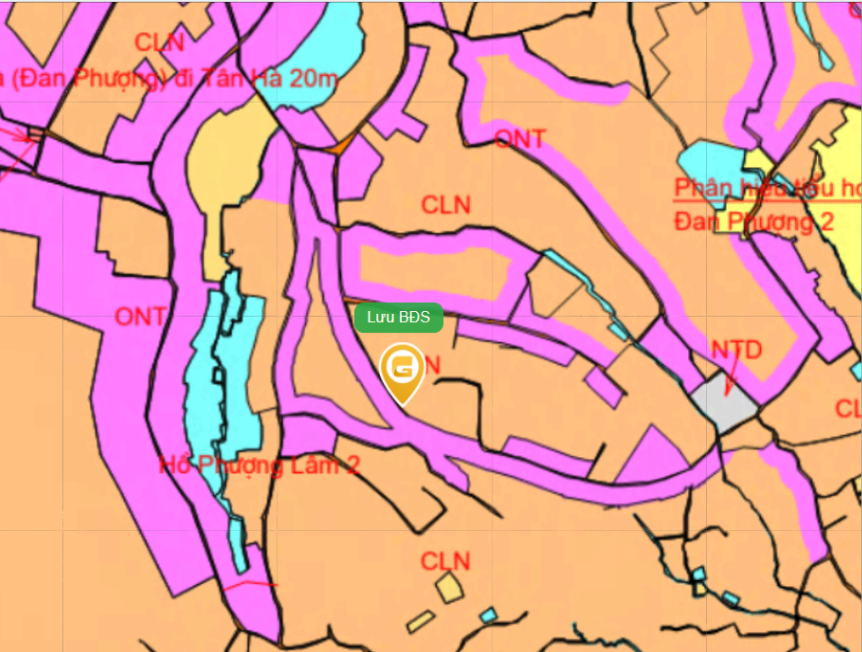 CLN
(Đan Phượng) đi Tân Hà 20m
ONT
Phân hiệu tiểu họ
Đan Phượng 2
CLN
ONT
Lưu BĐS
G
N
NTD
CL
Hồ Phượng Lâm 2
CLN